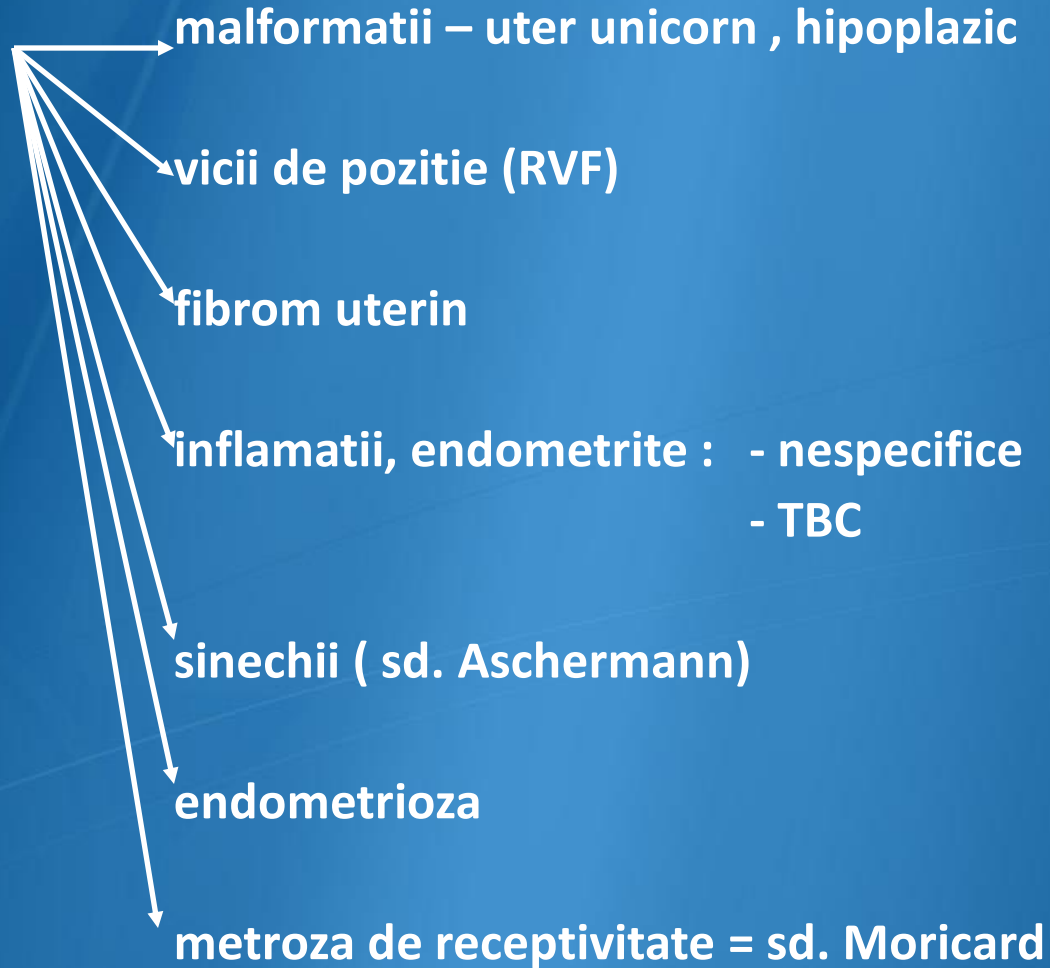 malformatii – uter unicorn , hipoplazic
vicii de pozitie (RVF)
fibrom uterin
inflamatii, endometrite : - nespecifice
- TBC
sinechii ( sd. Aschermann)
endometrioza
metroza de receptivitate = sd. Moricard